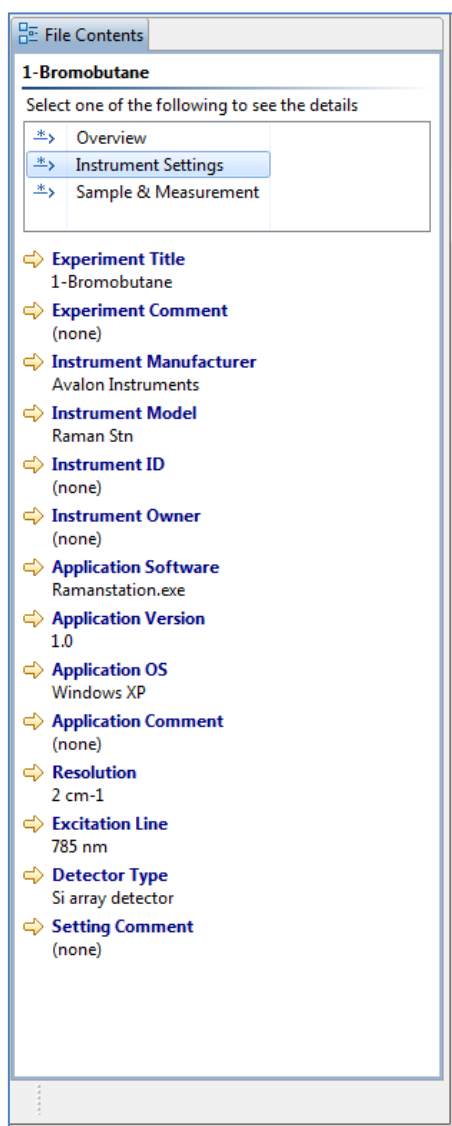 File Contents
1-Bromobutane
Select one of the following to see the details
Overview
Instrument Settings
Sample & Measurement
Experiment Title
1-Bromobutane
Experiment Comment
(none)
Instrument Manufacturer
Avalon Instruments
Instrument Model
Raman Stn
Instrument ID
(none)
Instrument Owner
(none)
Application Software
Ramanstation.exe
Application Version
1.0
Application OS
Windows XP
Application Comment
(none)
Resolution
2 cm-1
Excitation Line
785 nm
Detector Type
Si array detector
Setting Comment
(none)